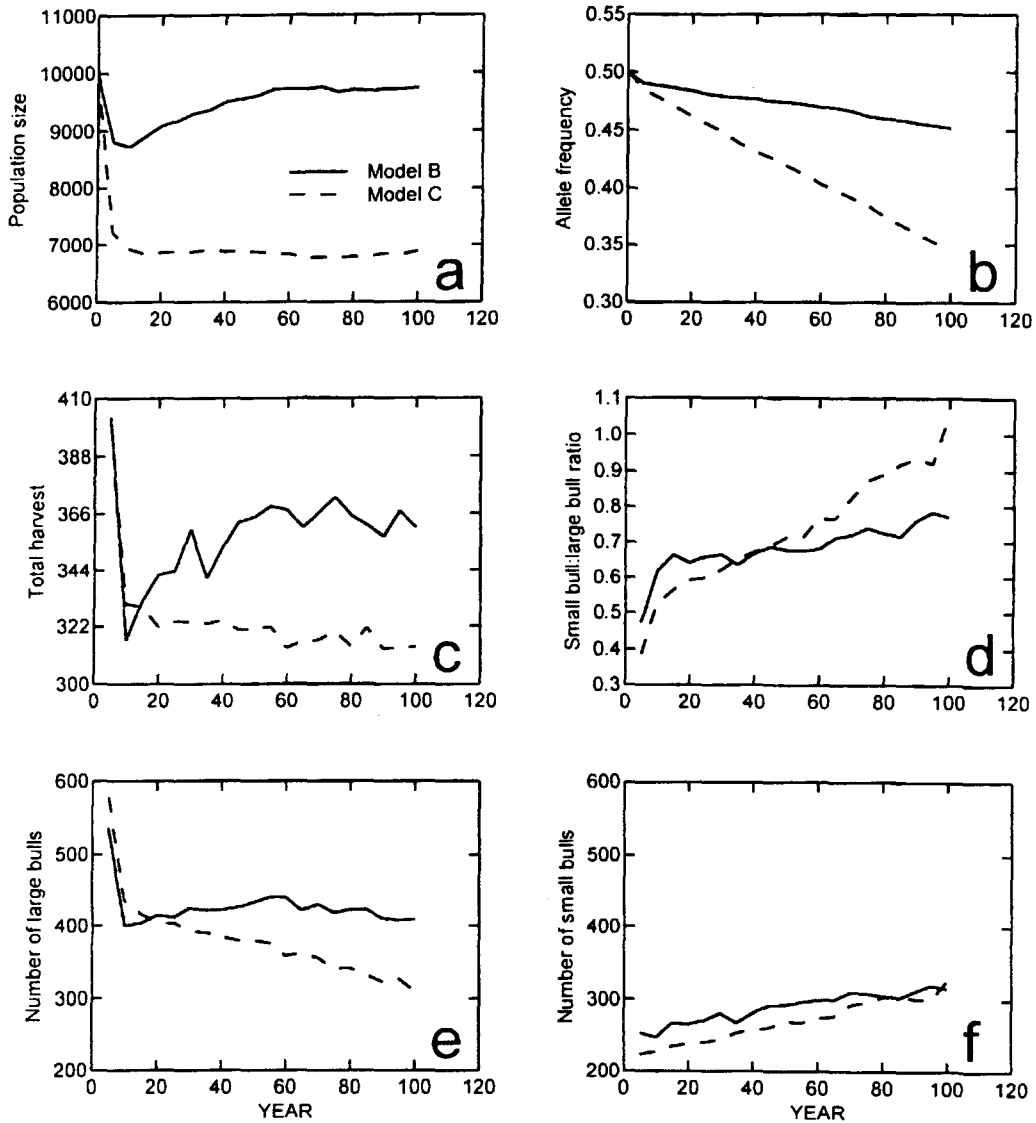 11000
10000
9000
8000
7000
6000
Population size
Model B
Model C
a
0 20 40 60 80 100 120
0.55
0.50
0.45
0.40
0.35
0.30
Allele frequency
b
0 20 40 60 80 100 120
410
388
366
344
322
300
Total harvest
c
0 20 40 60 80 100 120
1.1
1.0
0.9
0.8
0.7
0.6
0.5
0.4
0.3
Small bull:large bull ratio
d
0 20 40 60 80 100 120
600
500
400
300
200
Number of large bulls
e
0 20 40 60 80 100 120
YEAR
600
500
400
300
200
Number of small bulls
f
0 20 40 60 80 100 120
YEAR